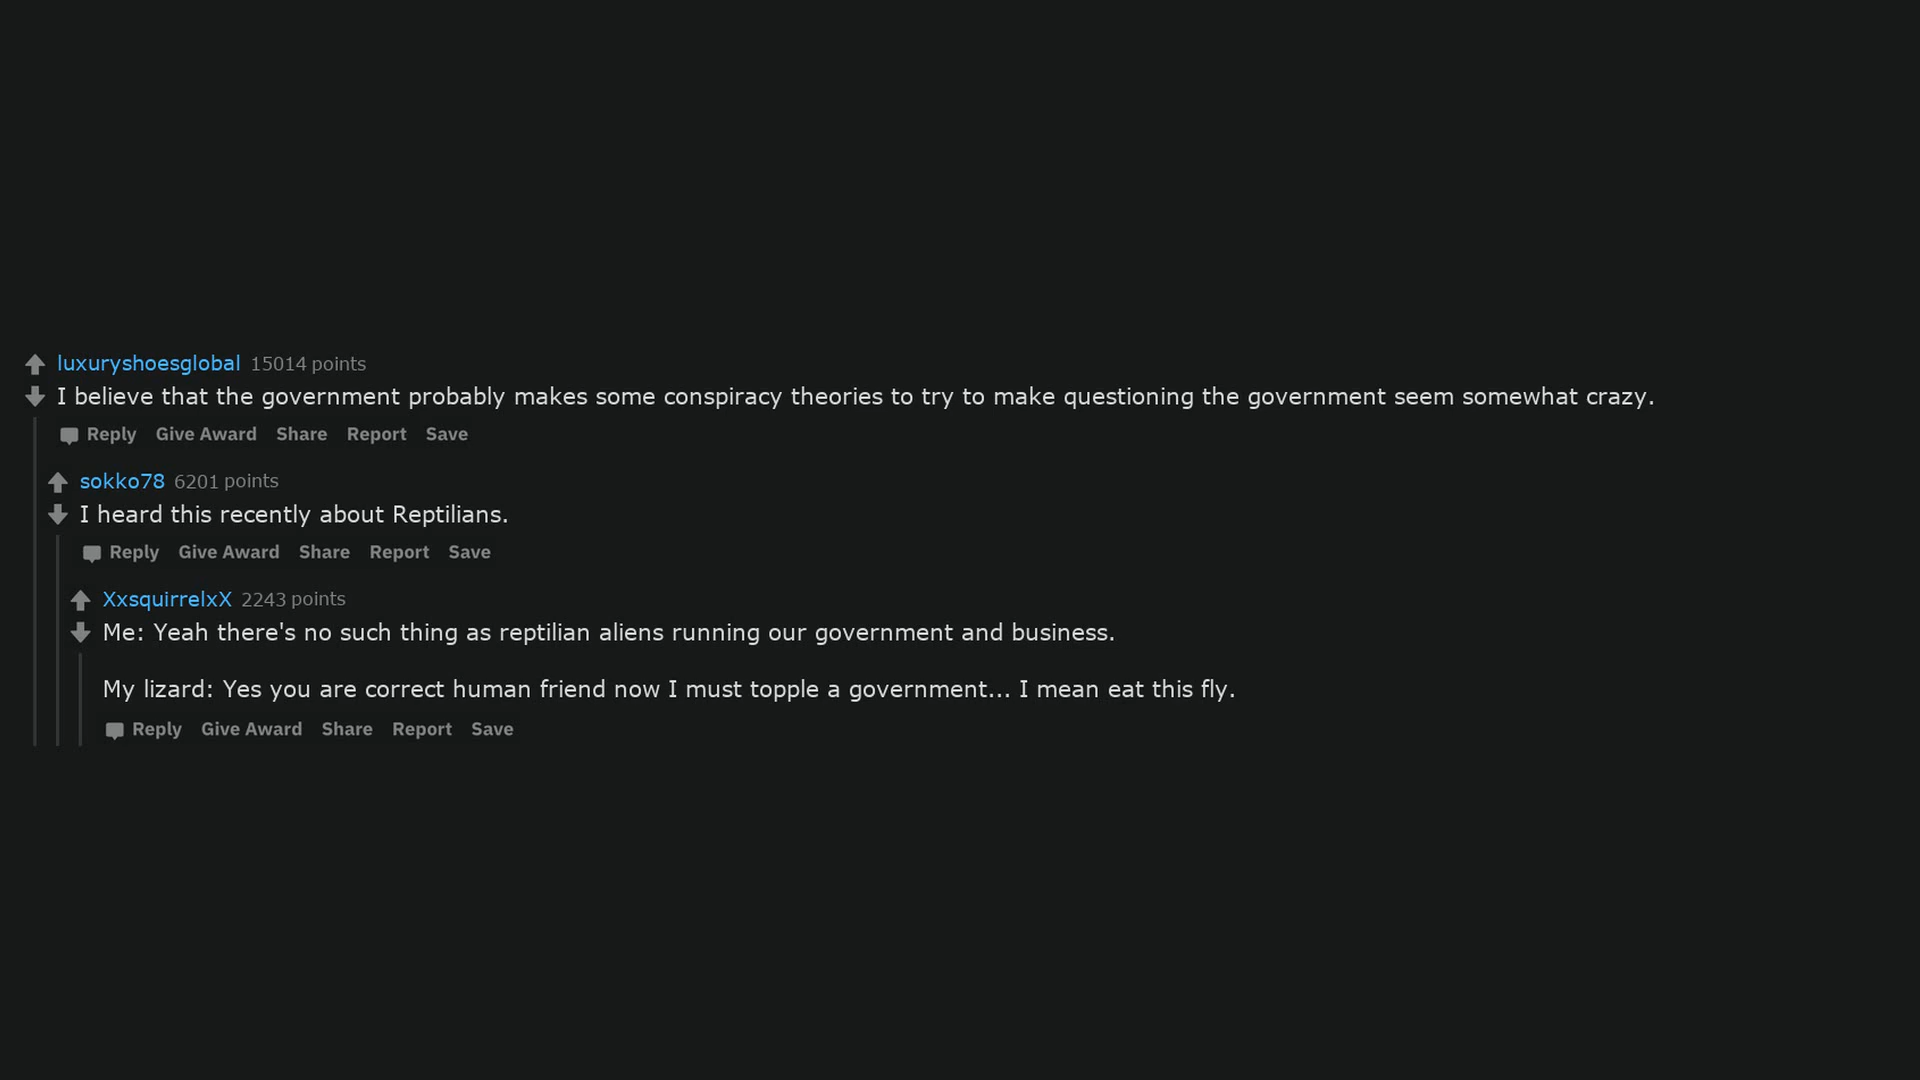 luxuryshoesglobal 15014 points
I believe that the government probably makes some conspiracy theories to try to make questioning the government seem somewhat crazy.
Reply Give Award Share Report Save
sokko78 6201 points
I heard this recently about Reptilians.
Reply Give Award Share Report Save
XxsquirrelxX 2243 points
Me: Yeah there's no such thing as reptilian aliens running our government and business.
My lizard: Yes you are correct human friend now I must topple a government... I mean eat this fly.
Reply Give Award Share Report Save